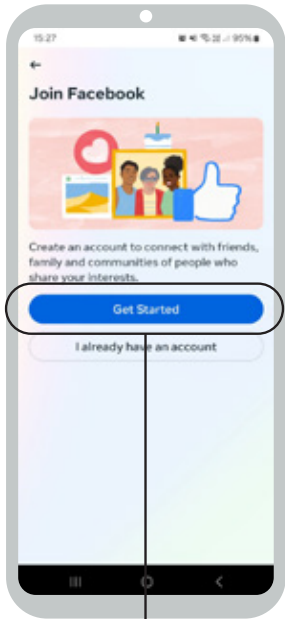 15:27
95%
Join Facebook
Create an account to connect with friends,
family and communities of people who
share your interests.
Get Started
I already have an account